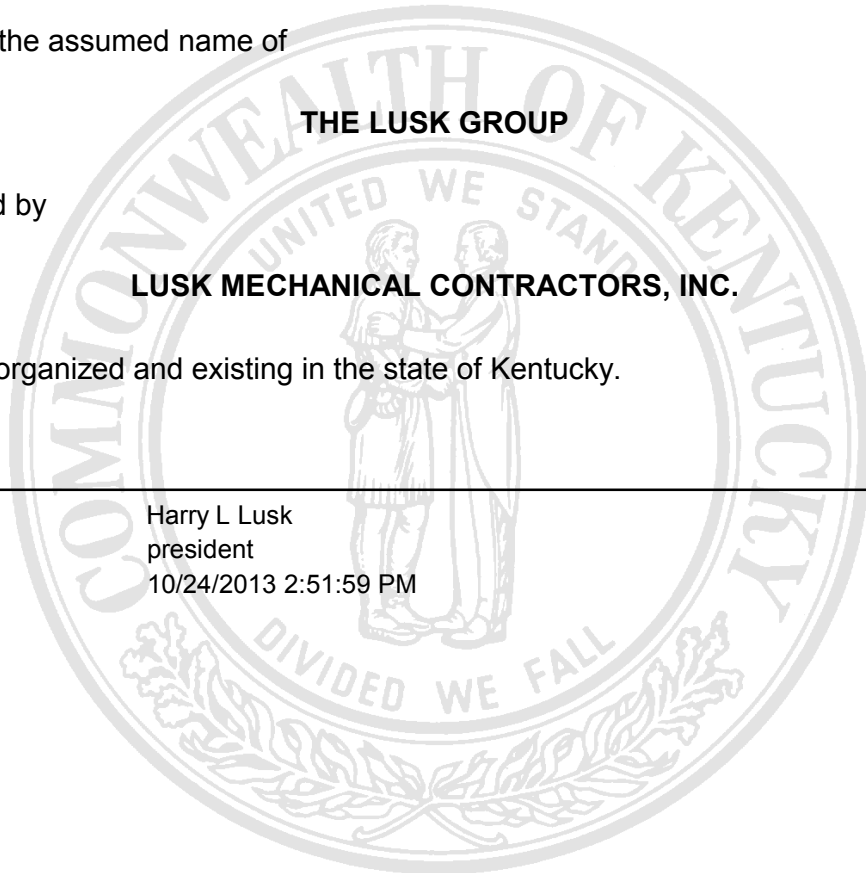 the assumed name of
THE LUSK GROUP
d by
LUSK MECHANICAL CONTRACTORS, INC.
organized and existing in the state of Kentucky.
Harry L Lusk
president
10/24/2013 2:51:59 PM
COMMONWEALTH OF KENTUCKY
UNITED WE STAND
DIVIDED WE FALL